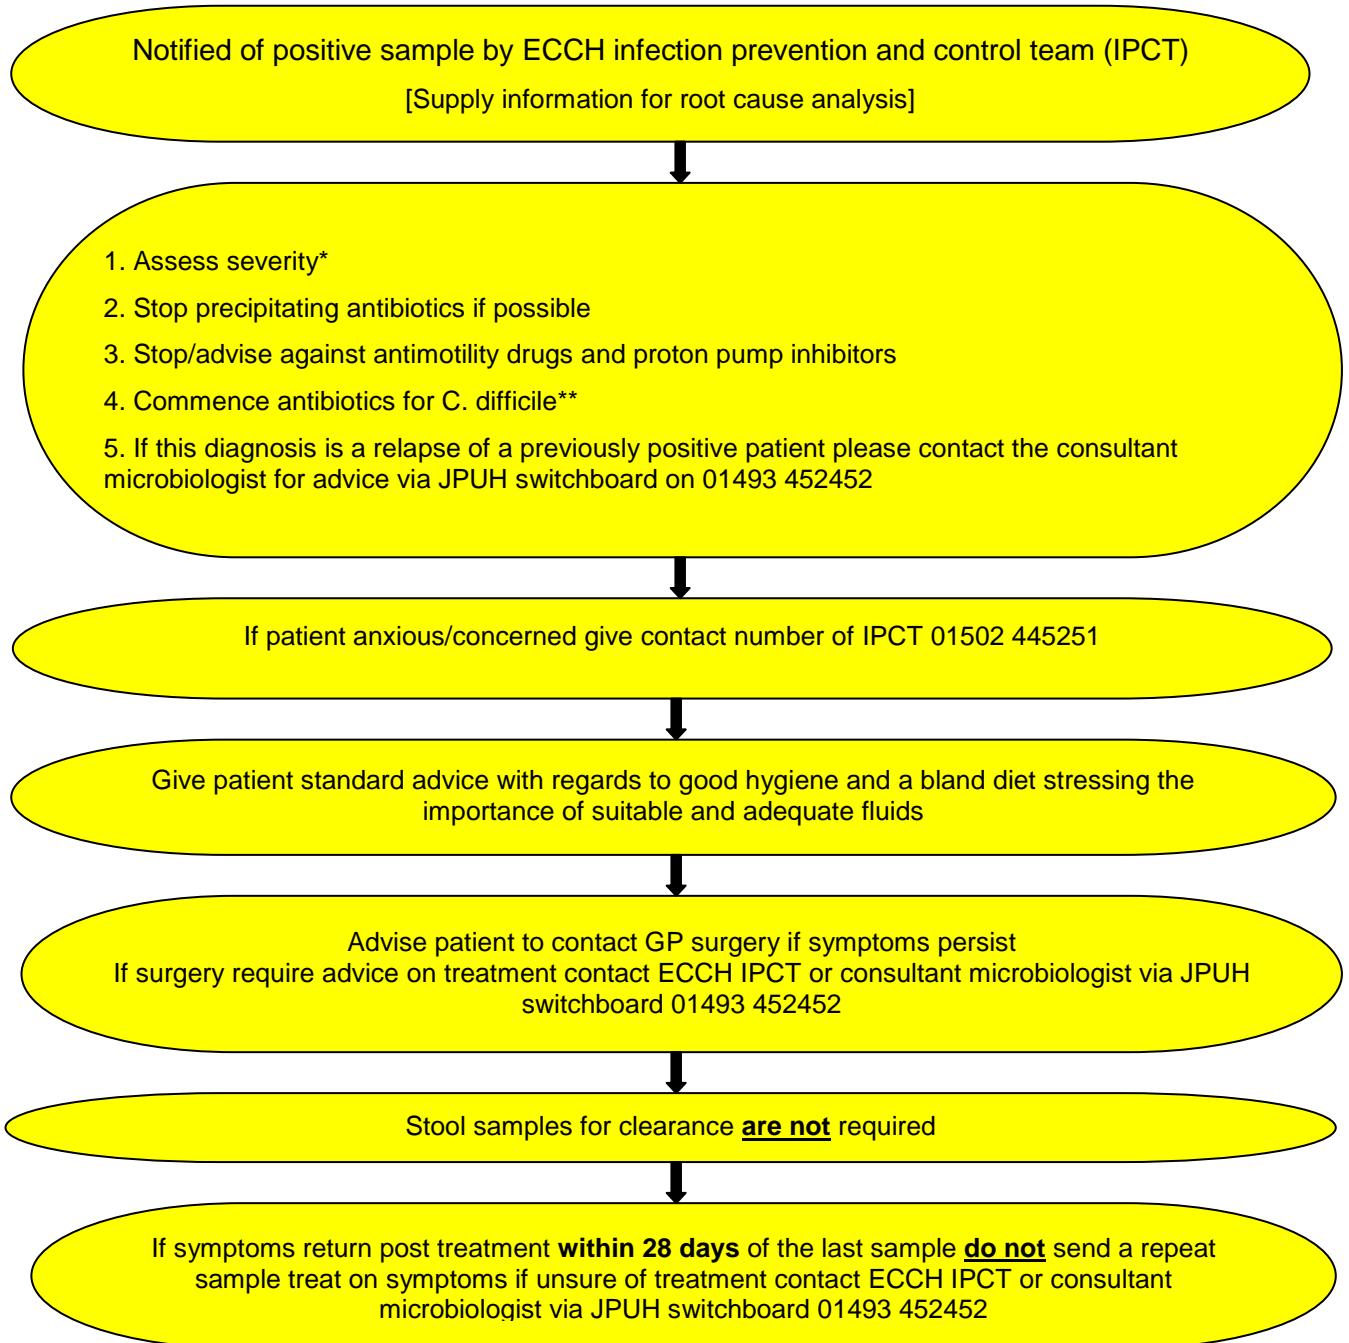 Notified of positive sample by ECCH infection prevention and control team (IPCT)
[Supply information for root cause analysis]
1. Assess severity*
2. Stop precipitating antibiotics if possible
3. Stop/advise against antimotility drugs and proton pump inhibitors
4. Commence antibiotics for C. difficile**
5. If this diagnosis is a relapse of a previously positive patient please contact the consultant
microbiologist for advice via JPUH switchboard on 01493 452452
If patient anxious/concerned give contact number of IPCT 01502 445251
Give patient standard advice with regards to good hygiene and a bland diet stressing the
importance of suitable and adequate fluids
Advise patient to contact GP surgery if symptoms persist
If surgery require advice on treatment contact ECCH IPCT or consultant microbiologist via JPUH
switchboard 01493 452452
Stool samples for clearance are not required
If symptoms return post treatment within 28 days of the last sample do not send a repeat
sample treat on symptoms if unsure of treatment contact ECCH IPCT or consultant
microbiologist via JPUH switchboard 01493 452452